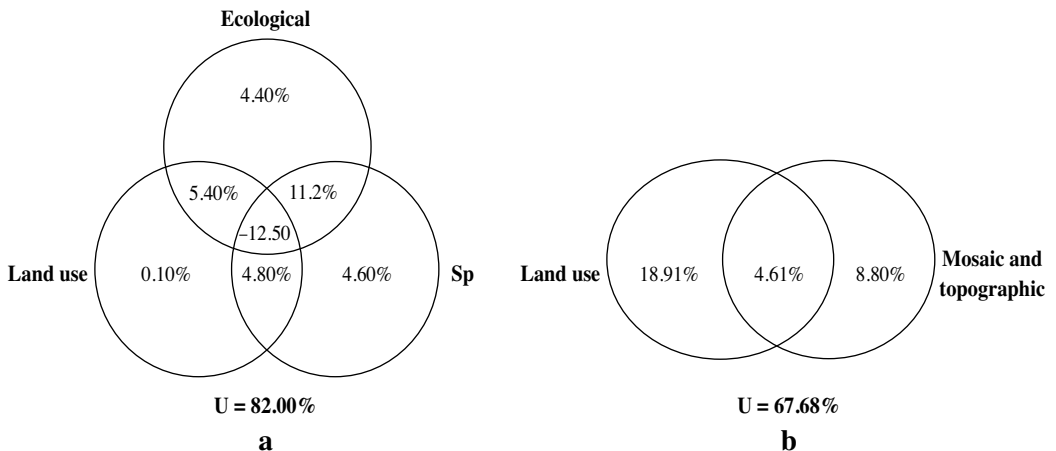 Ecological
4.40%
5.40%
11.2%
–12.50
Land use
0.10%
4.80%
4.60%
Sp
U = 82.00%
a
Land use
18.91%
4.61%
8.80%
Mosaic and
topographic
U = 67.68%
b